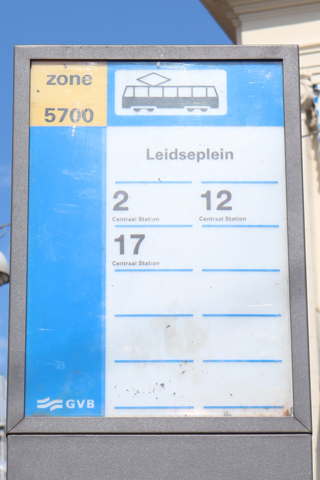 zone
5700
Leidseplein
2 12
Centraal Station Centraal Station
17
Centraal Station
GVB